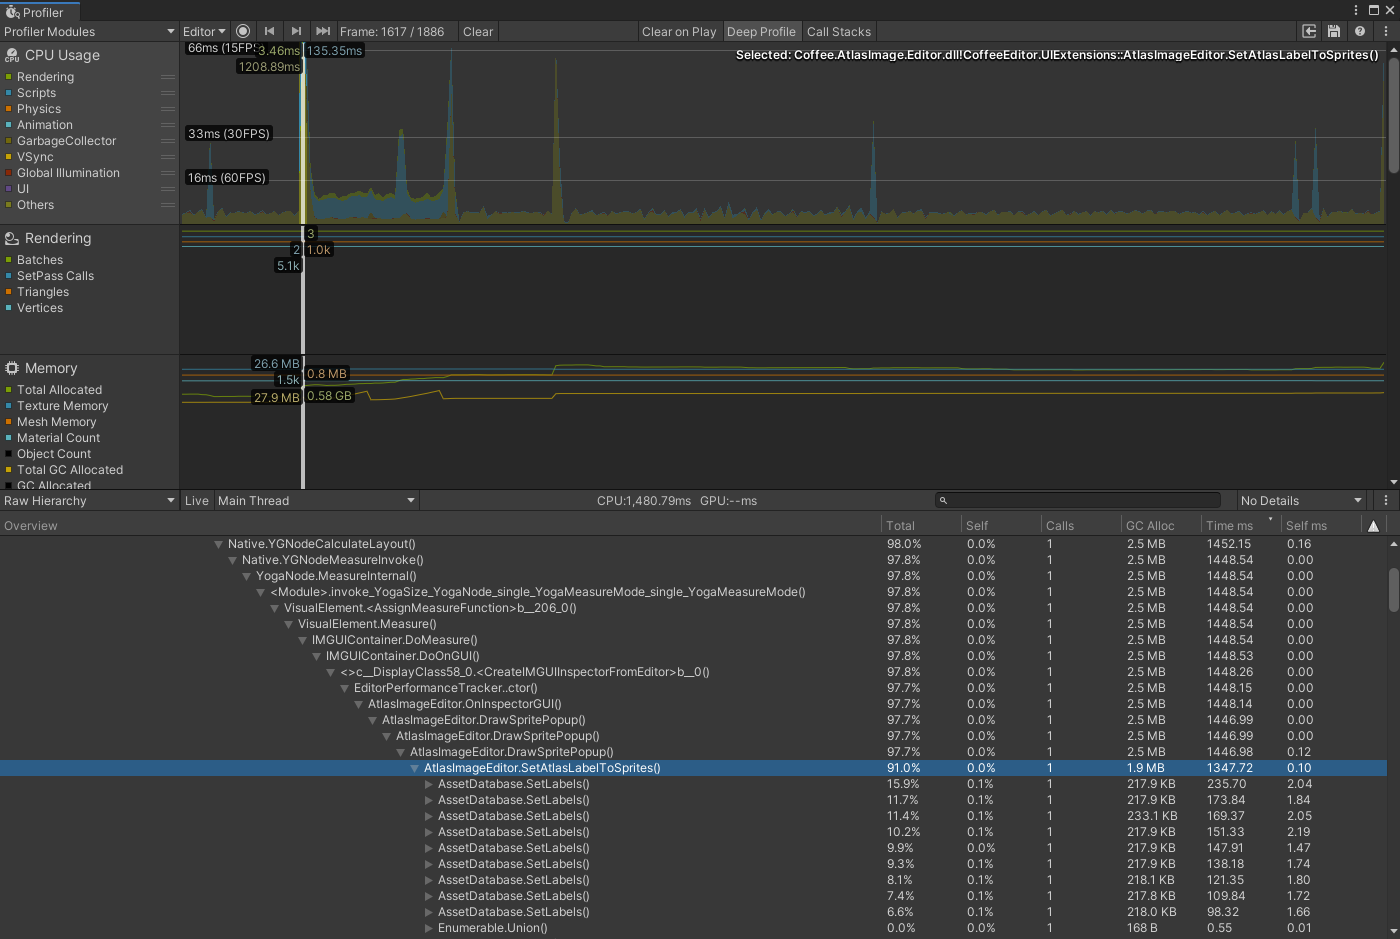 Profiler
Profiler Modules Editor Frame: 1617 / 1886 Clear Clear on Play Deep Profile Call Stacks
CPU Usage
Rendering
Scripts
Physics
Animation
GarbageCollector
VSync
Global Illumination
UI
Others
66ms (15FPS 3.46ms 135.35ms
1208.89ms
Selected: Coffee.AtlasImage.Editor.dll!CoffeeEditor.UIExtensions::AtlasImageEditor.SetAtlasLabelToSprites()
33ms (30FPS)
16ms (60FPS)
Rendering
Batches
SetPass Calls
Triangles
Vertices
3
2 1.0k
5.1k
Memory
Total Allocated
Texture Memory
Mesh Memory
Material Count
Object Count
Total GC Allocated
GC Allocated
26.6 MB
0.8 MB
1.5k
27.9 MB 0.58 GB
Raw Hierarchy Live Main Thread CPU:1,480.79ms GPU:--ms No Details
Overview Total Self Calls GC Alloc Time ms Self ms
Native.YGNodeCalculateLayout() 98.0% 0.0% 1 2.5 MB 1452.15 0.16
Native.YGNodeMeasureInvoke() 97.8% 0.0% 1 2.5 MB 1448.54 0.00
YogaNode.MeasureInternal() 97.8% 0.0% 1 2.5 MB 1448.54 0.00
<Module>.invoke_YogaSize_YogaNode_single_YogaMeasureMode_single_YogaMeasureMode() 97.8% 0.0% 1 2.5 MB 1448.54 0.00
VisualElement.<AssignMeasureFunction>b__206_0() 97.8% 0.0% 1 2.5 MB 1448.54 0.00
VisualElement.Measure() 97.8% 0.0% 1 2.5 MB 1448.54 0.00
IMGUIContainer.DoMeasure() 97.8% 0.0% 1 2.5 MB 1448.54 0.00
IMGUIContainer.DoOnGUI() 97.8% 0.0% 1 2.5 MB 1448.53 0.00
<>c__DisplayClass58_0.<CreateIMGUIInspectorFromEditor>b__0() 97.8% 0.0% 1 2.5 MB 1448.26 0.00
EditorPerformanceTracker..ctor() 97.7% 0.0% 1 2.5 MB 1448.15 0.00
AtlasImageEditor.OnInspectorGUI() 97.7% 0.0% 1 2.5 MB 1448.14 0.00
AtlasImageEditor.DrawSpritePopup() 97.7% 0.0% 1 2.5 MB 1446.99 0.00
AtlasImageEditor.DrawSpritePopup() 97.7% 0.0% 1 2.5 MB 1446.99 0.00
AtlasImageEditor.DrawSpritePopup() 97.7% 0.0% 1 2.5 MB 1446.98 0.12
AtlasImageEditor.SetAtlasLabelToSprites() 91.0% 0.0% 1 1.9 MB 1347.72 0.10
AssetDatabase.SetLabels() 15.9% 0.1% 1 217.9 KB 235.70 2.04
AssetDatabase.SetLabels() 11.7% 0.1% 1 217.9 KB 173.84 1.84
AssetDatabase.SetLabels() 11.4% 0.1% 1 233.1 KB 169.37 2.05
AssetDatabase.SetLabels() 10.2% 0.1% 1 217.9 KB 151.33 2.19
AssetDatabase.SetLabels() 9.9% 0.0% 1 217.9 KB 147.91 1.47
AssetDatabase.SetLabels() 9.3% 0.1% 1 217.9 KB 138.18 1.74
AssetDatabase.SetLabels() 8.1% 0.1% 1 218.1 KB 121.35 1.80
AssetDatabase.SetLabels() 7.4% 0.1% 1 217.8 KB 109.84 1.72
AssetDatabase.SetLabels() 6.6% 0.1% 1 218.0 KB 98.32 1.66
Enumerable.Union() 0.0% 0.0% 1 168 B 0.55 0.01